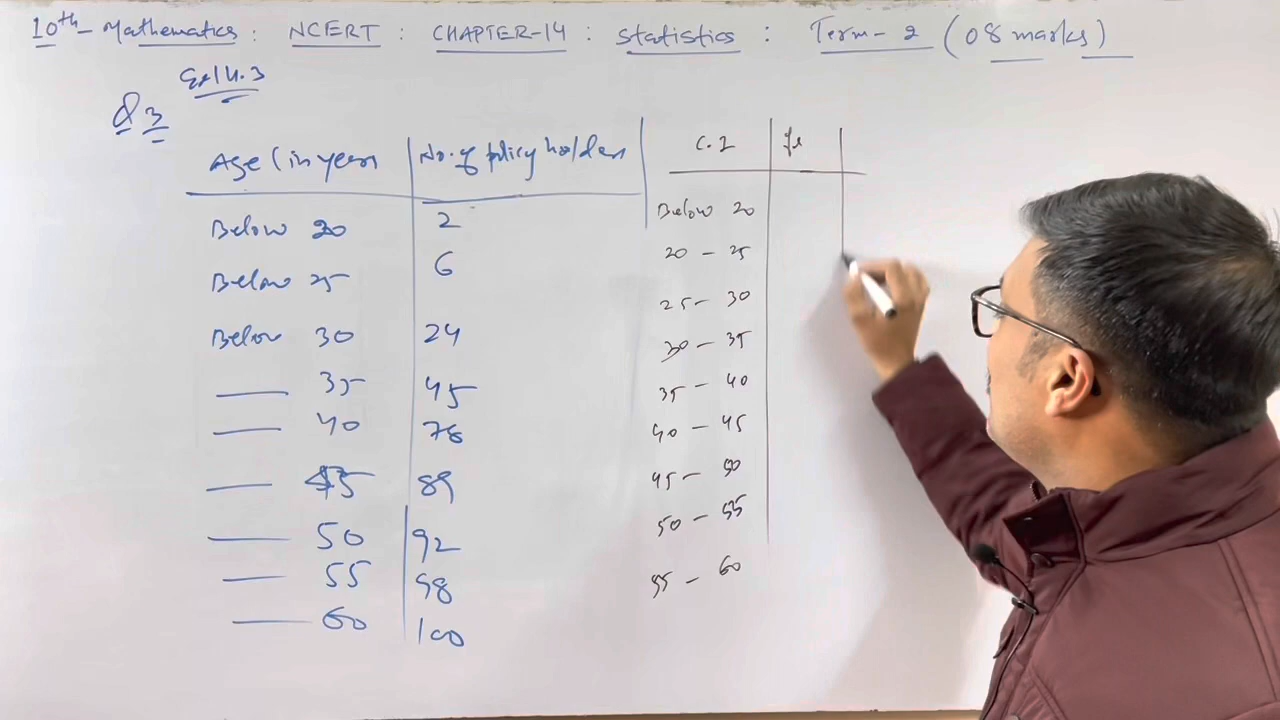 10th Mathematics : NCERT : CHAPTER-14 : Statistics : Term-2 (08 marks)
Ex 14.3
Q3
Age (in years | No. of policy holders
Below 20 2
Below 25 6
Below 30 24
— 35 45
— 40 78
— 45 89
— 50 92
— 55 98
— 60 100
C.I fi
Below 20
20 - 25
25 - 30
30 - 35
35 - 40
40 - 45
45 - 50
50 - 55
55 - 60